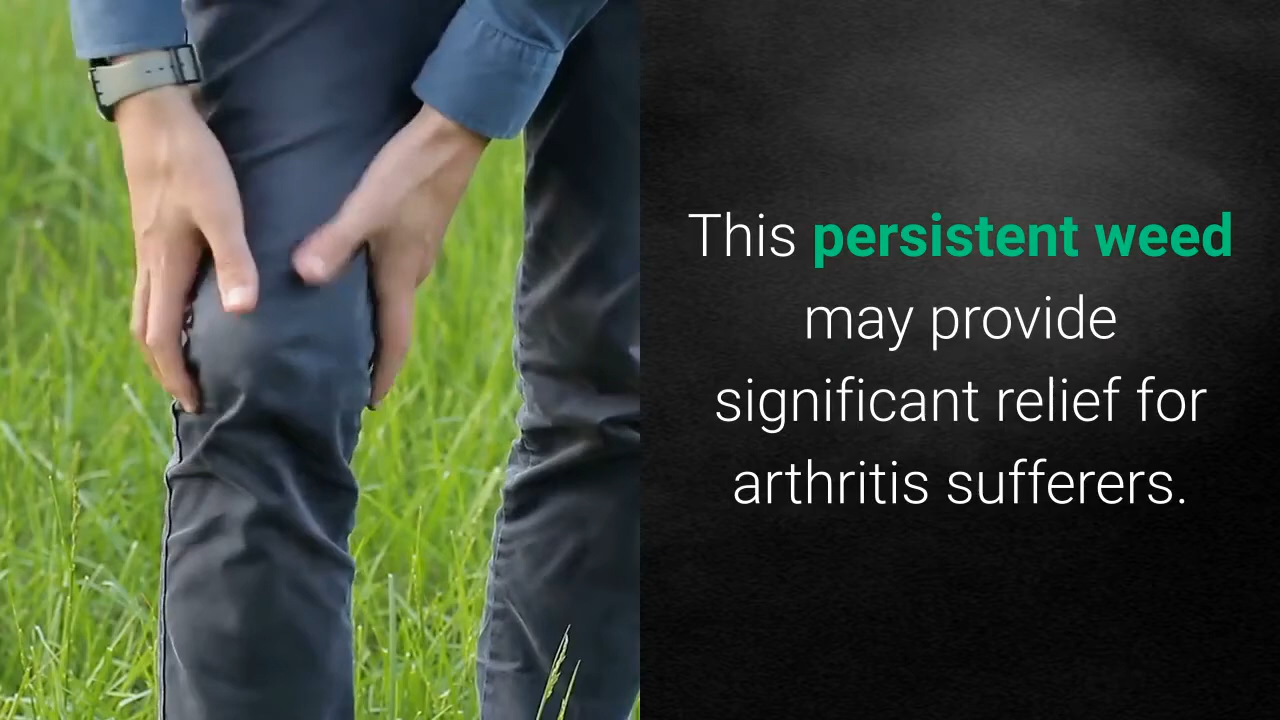 This persistent weed
may provide
significant relief for
arthritis sufferers.